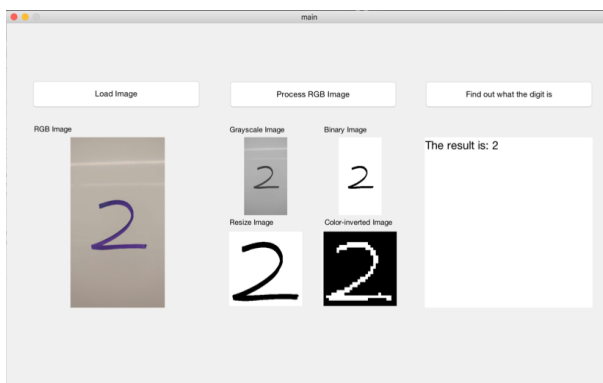 main
Load Image
Process RGB Image
Find out what the digit is
RGB Image
2
Grayscale Image
2
Binary Image
2
Resize Image
2
Color-inverted Image
2
The result is: 2